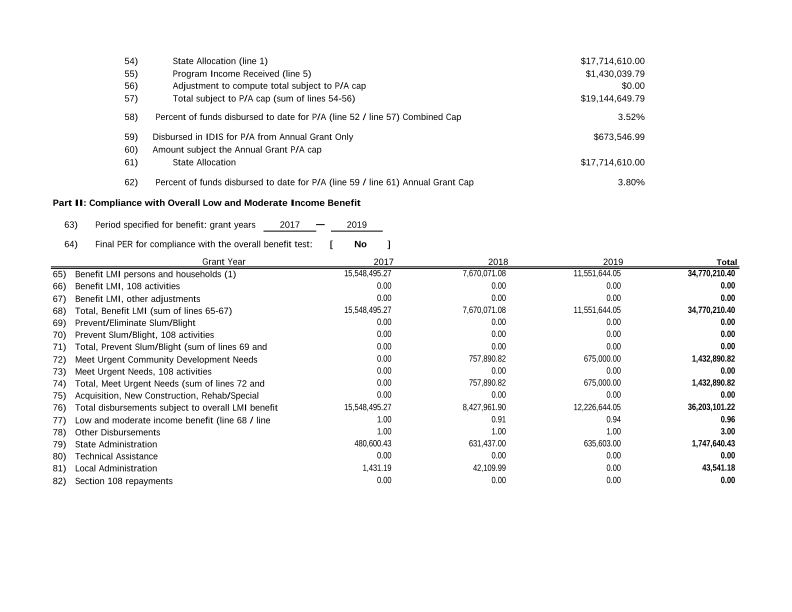 54) State Allocation (line 1) $17,714,610.00
55) Program Income Received (line 5) $1,430,039.79
56) Adjustment to compute total subject to P/A cap $0.00
57) Total subject to P/A cap (sum of lines 54-56) $19,144,649.79
58) Percent of funds disbursed to date for P/A (line 52 / line 57) Combined Cap 3.52%
59) Disbursed in IDIS for P/A from Annual Grant Only $673,546.99
60) Amount subject the Annual Grant P/A cap
61) State Allocation $17,714,610.00
62) Percent of funds disbursed to date for P/A (line 59 / line 61) Annual Grant Cap 3.80%
Part II: Compliance with Overall Low and Moderate Income Benefit
63) Period specified for benefit: grant years 2017 — 2019
64) Final PER for compliance with the overall benefit test: [ No ]
Grant Year 2017 2018 2019 Total
65) Benefit LMI persons and households (1) 15,548,495.27 7,670,071.08 11,551,644.05 34,770,210.40
66) Benefit LMI, 108 activities 0.00 0.00 0.00 0.00
67) Benefit LMI, other adjustments 0.00 0.00 0.00 0.00
68) Total, Benefit LMI (sum of lines 65-67) 15,548,495.27 7,670,071.08 11,551,644.05 34,770,210.40
69) Prevent/Eliminate Slum/Blight 0.00 0.00 0.00 0.00
70) Prevent Slum/Blight, 108 activities 0.00 0.00 0.00 0.00
71) Total, Prevent Slum/Blight (sum of lines 69 and 0.00 0.00 0.00 0.00
72) Meet Urgent Community Development Needs 0.00 757,890.82 675,000.00 1,432,890.82
73) Meet Urgent Needs, 108 activities 0.00 0.00 0.00 0.00
74) Total, Meet Urgent Needs (sum of lines 72 and 0.00 757,890.82 675,000.00 1,432,890.82
75) Acquisition, New Construction, Rehab/Special 0.00 0.00 0.00 0.00
76) Total disbursements subject to overall LMI benefit 15,548,495.27 8,427,961.90 12,226,644.05 36,203,101.22
77) Low and moderate income benefit (line 68 / line 1.00 0.91 0.94 0.96
78) Other Disbursements 1.00 1.00 1.00 3.00
79) State Administration 480,600.43 631,437.00 635,603.00 1,747,640.43
80) Technical Assistance 0.00 0.00 0.00 0.00
81) Local Administration 1,431.19 42,109.99 0.00 43,541.18
82) Section 108 repayments 0.00 0.00 0.00 0.00